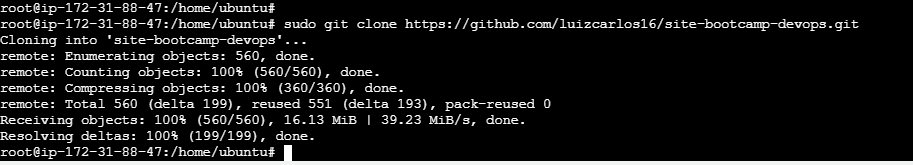 root@ip-172-31-88-47:/home/ubuntu#
root@ip-172-31-88-47:/home/ubuntu# sudo git clone https://github.com/luizcarlos16/site-bootcamp-devops.git
Cloning into 'site-bootcamp-devops'...
remote: Enumerating objects: 560, done.
remote: Counting objects: 100% (560/560), done.
remote: Compressing objects: 100% (360/360), done.
remote: Total 560 (delta 199), reused 551 (delta 193), pack-reused 0
Receiving objects: 100% (560/560), 16.13 MiB | 39.23 MiB/s, done.
Resolving deltas: 100% (199/199), done.
root@ip-172-31-88-47:/home/ubuntu#